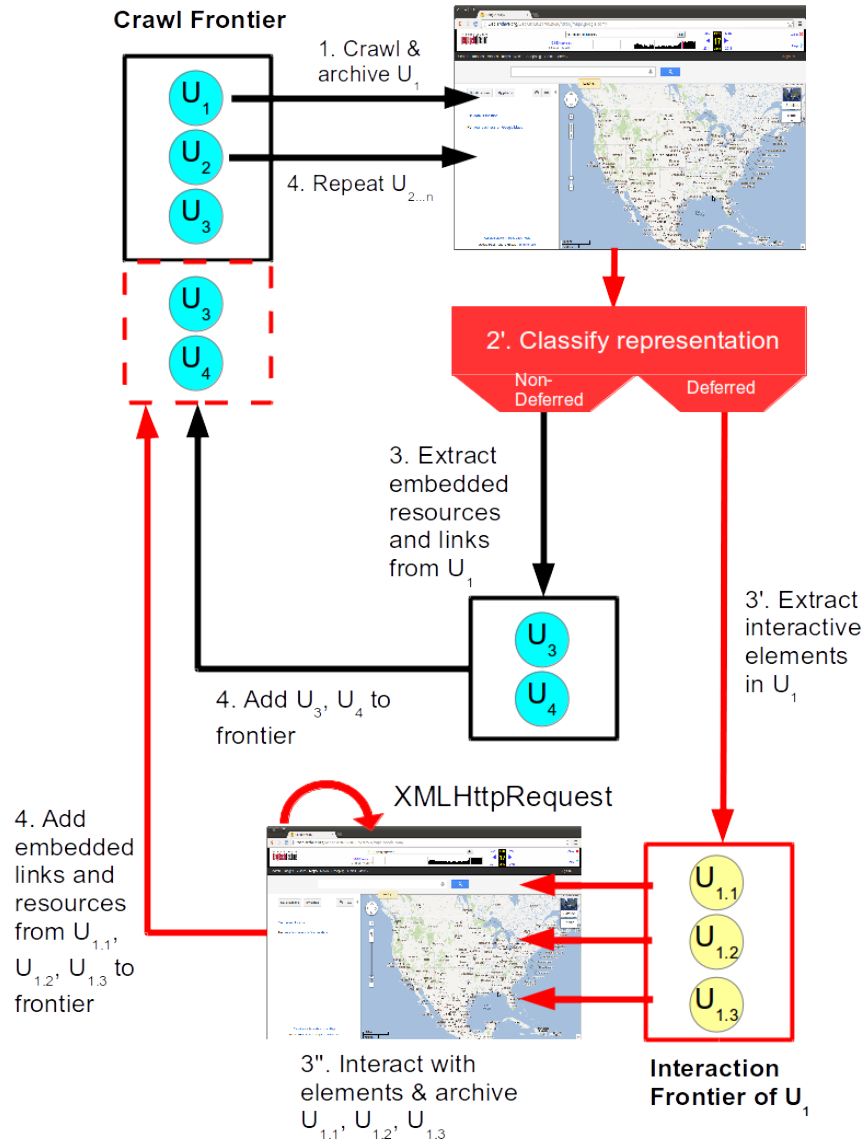 Crawl Frontier
1. Crawl &
archive U1
U1
U2
U3
4. Repeat U2...n
U3
U4
2'. Classify representation
Non-
Deferred
Deferred
3. Extract
embedded
resources
and links
from U1
3'. Extract
interactive
elements
in U1
U3
U4
4. Add U3, U4 to
frontier
XMLHttpRequest
4. Add
embedded
links and
resources
from U1.1,
U1.2, U1.3 to
frontier
U1.1
U1.2
U1.3
3". Interact with
elements & archive
U1.1, U1.2, U1.3
Interaction
Frontier of U1